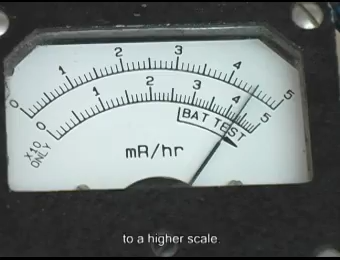 0 1 2 3 4 5
0 1 2 3 4 5
BAT TEST
X10
ONLY
mR/hr
to a higher scale.